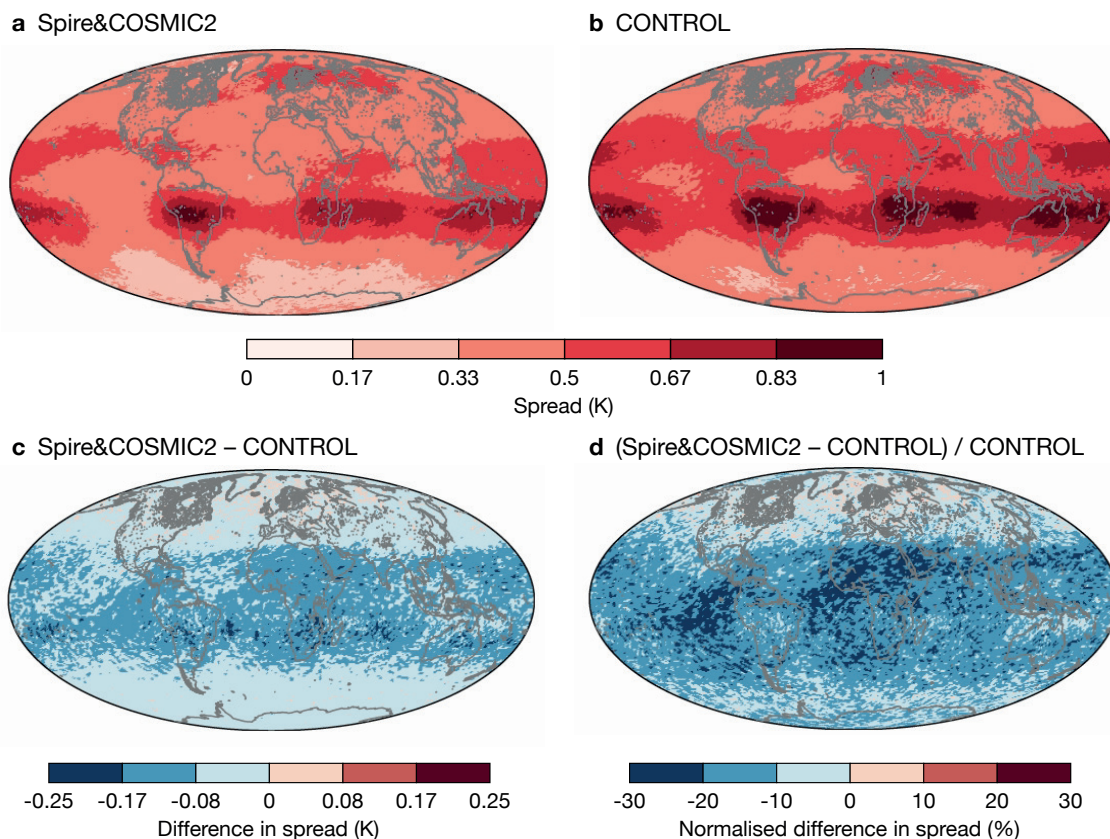 a Spire&COSMIC2
b CONTROL
0 0.17 0.33 0.5 0.67 0.83 1
Spread (K)
c Spire&COSMIC2 – CONTROL
d (Spire&COSMIC2 – CONTROL) / CONTROL
-0.25 -0.17 -0.08 0 0.08 0.17 0.25
Difference in spread (K)
-30 -20 -10 0 10 20 30
Normalised difference in spread (%)